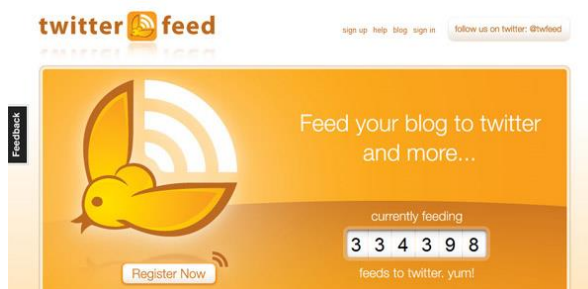 twitter feed
sign up help blog sign in
follow us on twitter: @twfeed
Feedback
Feed your blog to twitter
and more...
currently feeding
334398
feeds to twitter. yum!
Register Now